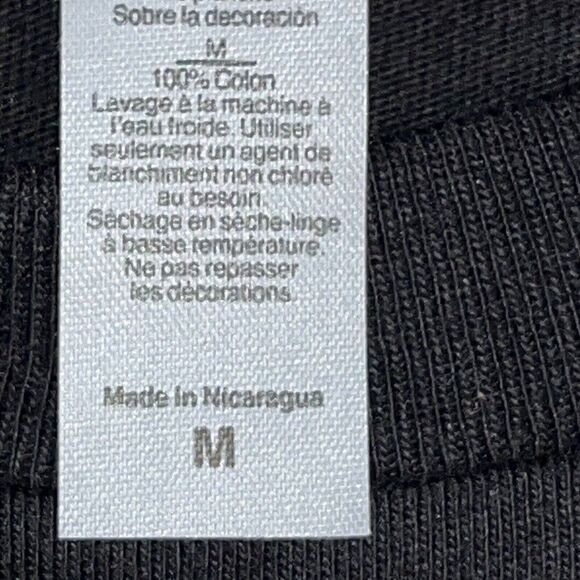 Sobre la decoración
M
100% Coton
Lavage à la machine à
l'eau froide. Utiliser
seulement un agent de
blanchiment non chloré
au besoin.
Séchage en sèche-linge
à basse température.
Ne pas repasser
les décorations.
Made in Nicaragua
M